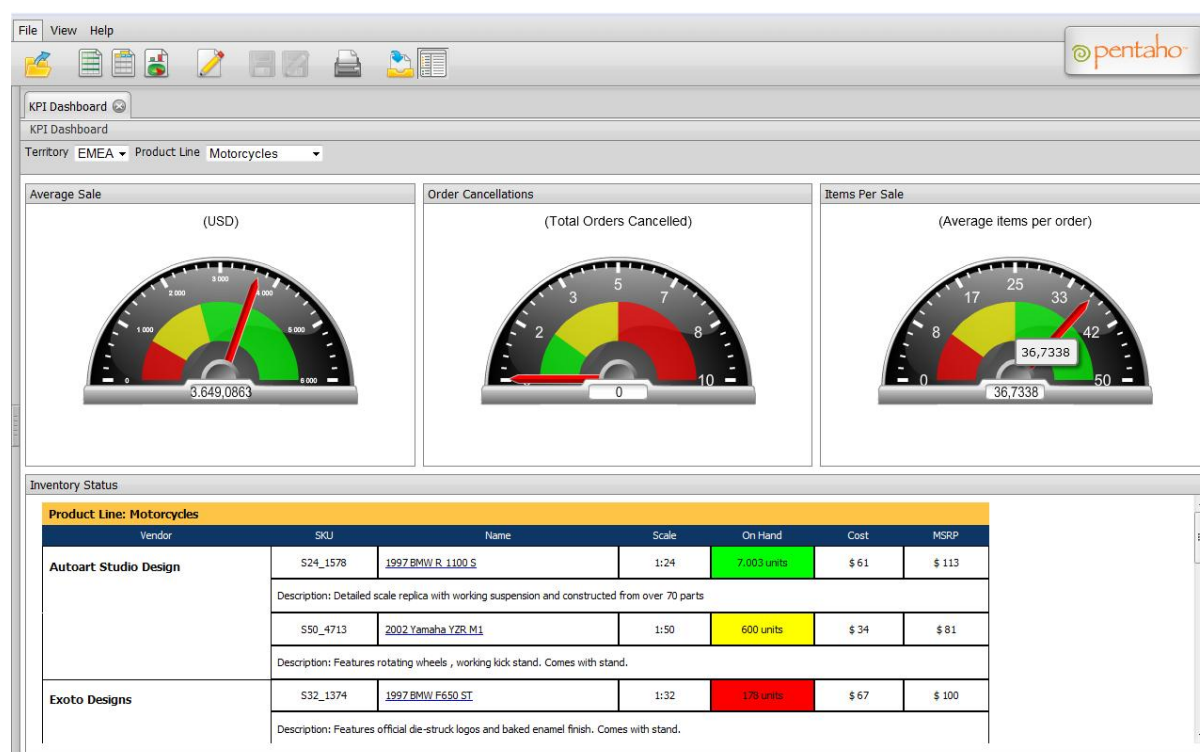 File View Help
pentaho
KPI Dashboard
KPI Dashboard
Territory EMEA Product Line Motorcycles
Average Sale
(USD)
0 1 000 2 000 3 000 4 000 5 000 6 000
3.649,0863
Order Cancellations
(Total Orders Cancelled)
2 3 5 7 8 10
0
Items Per Sale
(Average items per order)
0 8 17 25 33 42 50
36,7338
36,7338
Inventory Status
Product Line: Motorcycles
Vendor SKU Name Scale On Hand Cost MSRP
Autoart Studio Design S24_1578 1997 BMW R 1100 S 1:24 7.003 units $ 61 $ 113
Description: Detailed scale replica with working suspension and constructed from over 70 parts
S50_4713 2002 Yamaha YZR M1 1:50 600 units $ 34 $ 81
Description: Features rotating wheels , working kick stand. Comes with stand.
Exoto Designs S32_1374 1997 BMW F650 ST 1:32 178 units $ 67 $ 100
Description: Features official die-struck logos and baked enamel finish. Comes with stand.